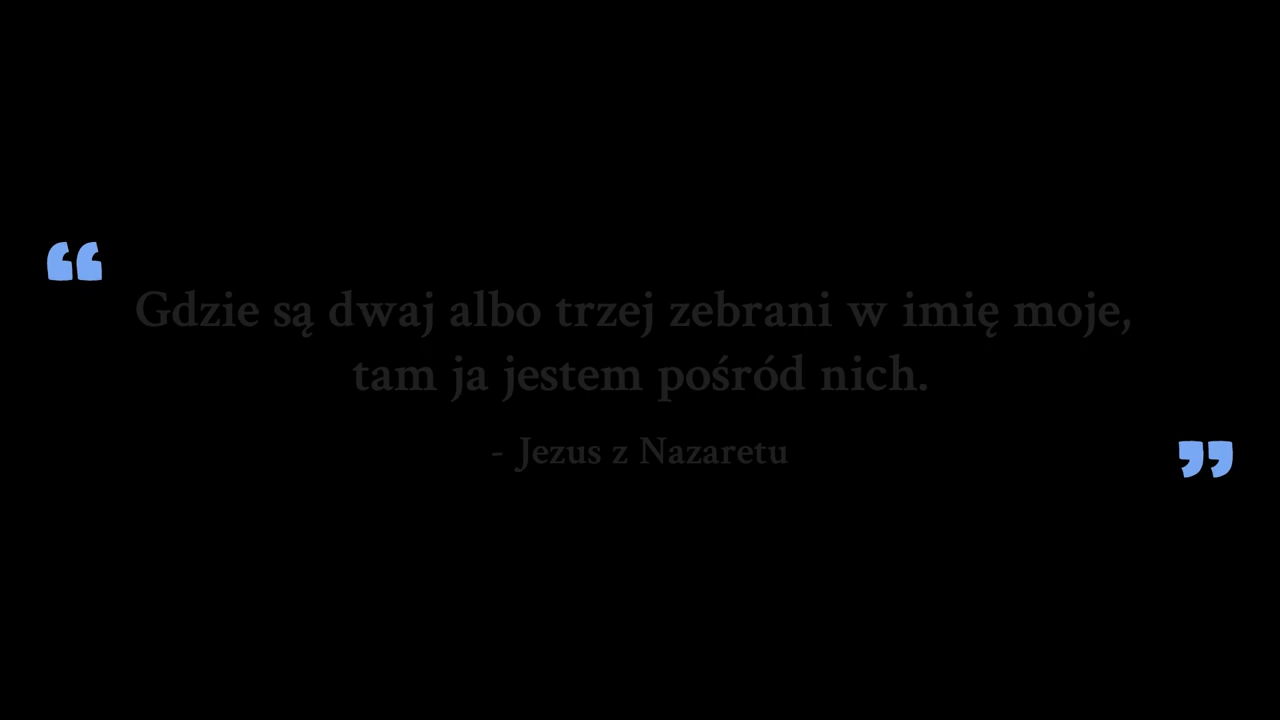 “
Gdzie są dwaj albo trzej zebrani w imię moje,
tam ja jestem pośród nich.
- Jezus z Nazaretu
”